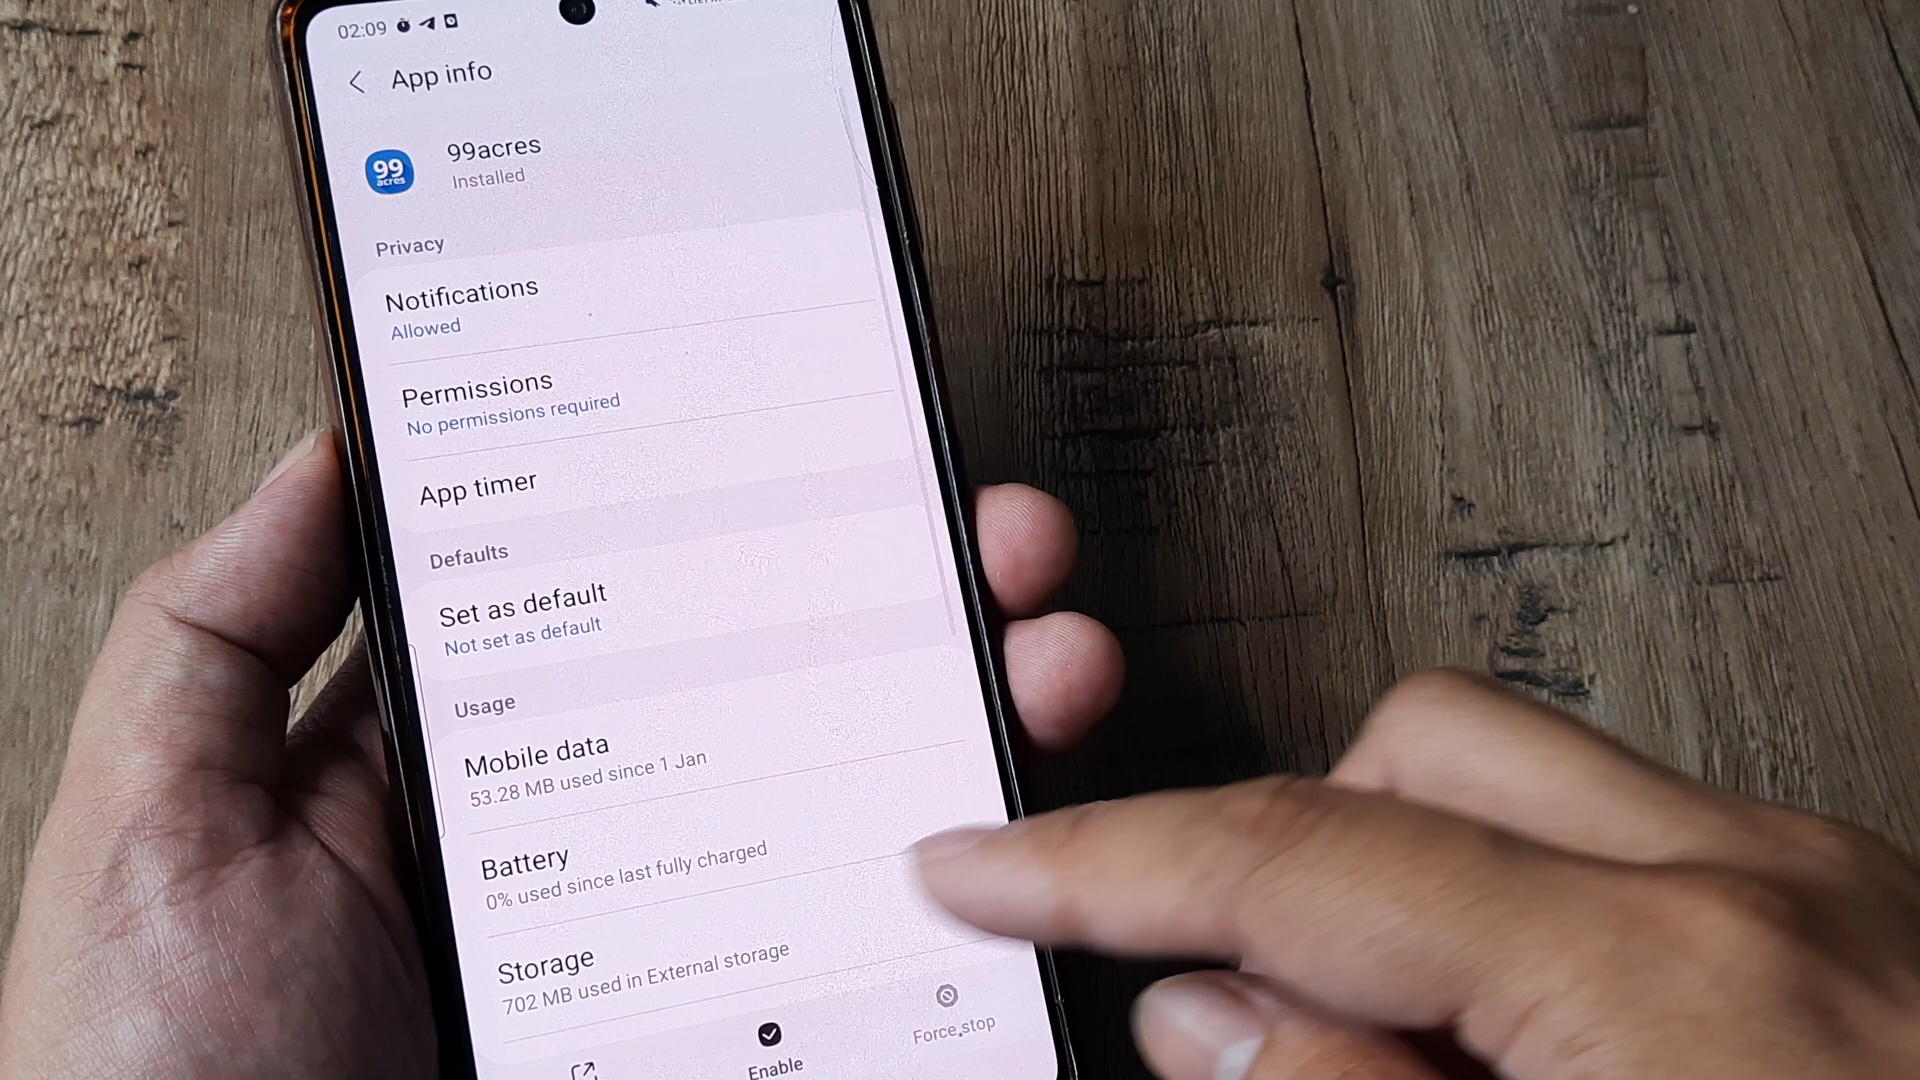 02:09
App info
99
acres
99acres
Installed
Privacy
Notifications
Allowed
Permissions
No permissions required
App timer
Defaults
Set as default
Not set as default
Usage
Mobile data
53.28 MB used since 1 Jan
Battery
0% used since last fully charged
Storage
702 MB used in External storage
Enable
Force stop